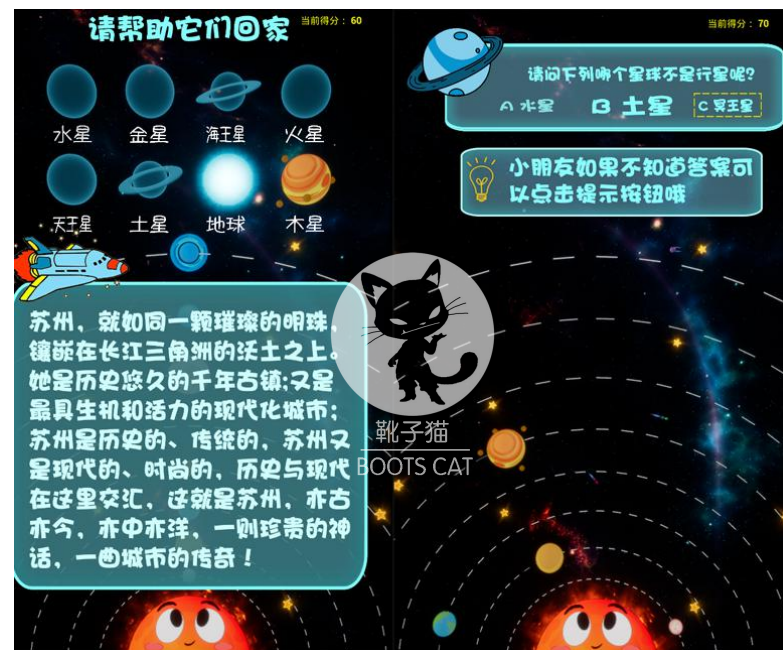 请帮助它们回家
当前得分： 60
水星
金星
海王星
火星
天王星
土星
地球
木星
苏州，就如同一颗璀璨的明珠，
镶嵌在长江三角洲的沃土之上。
她是历史悠久的千年古镇;又是
最具生机和活力的现代化城市；
苏州是历史的、传统的，苏州又
是现代的、时尚的，历史与现代
在这里交汇，这就是苏州，亦古
亦今，亦中亦洋，一则珍贵的神
话，一曲城市的传奇！
当前得分： 70
请问下列哪个星球不是行星呢?
A 水星
B 土星
C 冥王星
小朋友如果不知道答案可
以点击提示按钮哦
靴子猫
BOOTS CAT